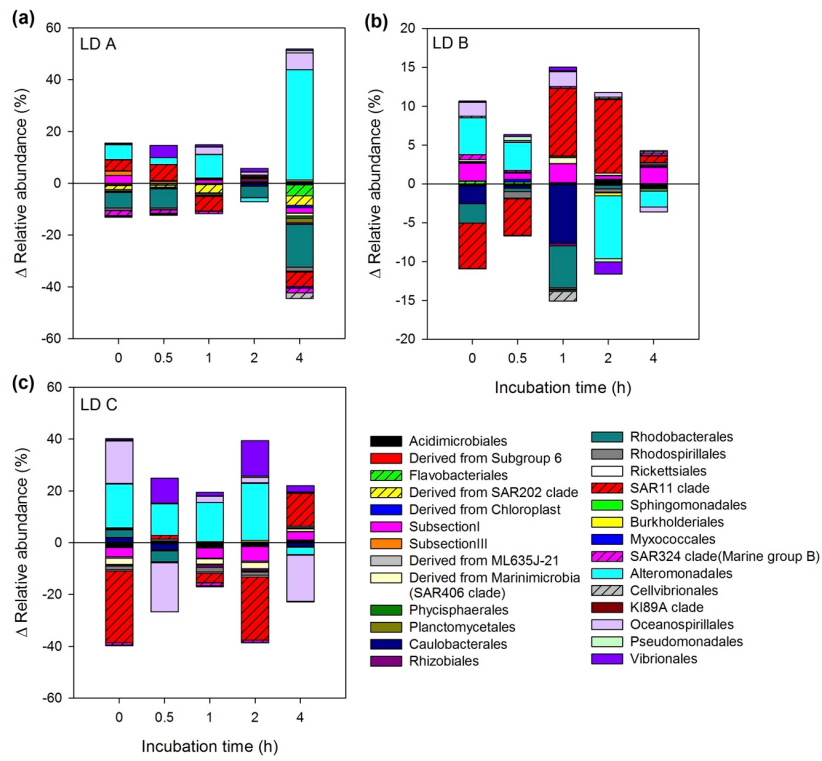 (a)
LD A
Δ Relative abundance (%)
60
40
20
0
-20
-40
-60
0 0.5 1 2 4
(b)
LD B
Δ Relative abundance (%)
20
15
10
5
0
-5
-10
-15
-20
0 0.5 1 2 4
Incubation time (h)
(c)
LD C
Δ Relative abundance (%)
60
40
20
0
-20
-40
-60
0 0.5 1 2 4
Incubation time (h)
Acidimicrobiales
Derived from Subgroup 6
Flavobacteriales
Derived from SAR202 clade
Derived from Chloroplast
SubsectionI
SubsectionIII
Derived from ML635J-21
Derived from Marinimicrobia
(SAR406 clade)
Phycisphaerales
Planctomycetales
Caulobacterales
Rhizobiales
Rhodobacterales
Rhodospirillales
Rickettsiales
SAR11 clade
Sphingomonadales
Burkholderiales
Myxococcales
SAR324 clade(Marine group B)
Alteromonadales
Cellvibrionales
KI89A clade
Oceanospirillales
Pseudomonadales
Vibrionales